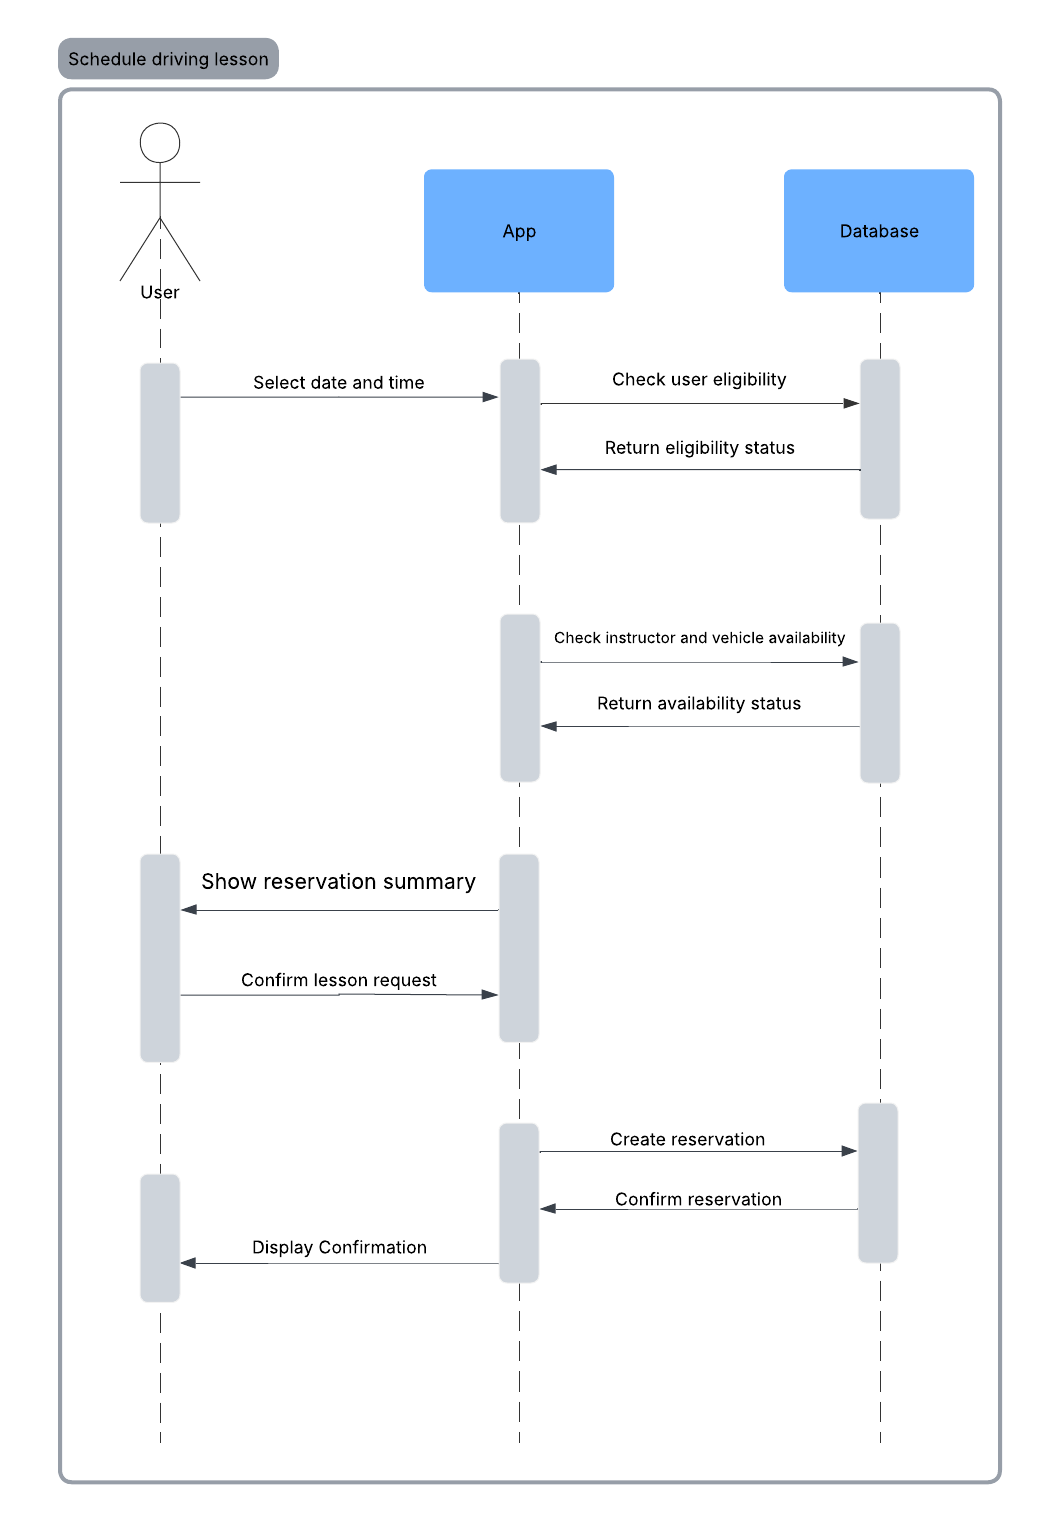 Schedule driving lesson
User
App
Database
Select date and time
Check user eligibility
Return eligibility status
Check instructor and vehicle availability
Return availability status
Show reservation summary
Confirm lesson request
Create reservation
Confirm reservation
Display Confirmation